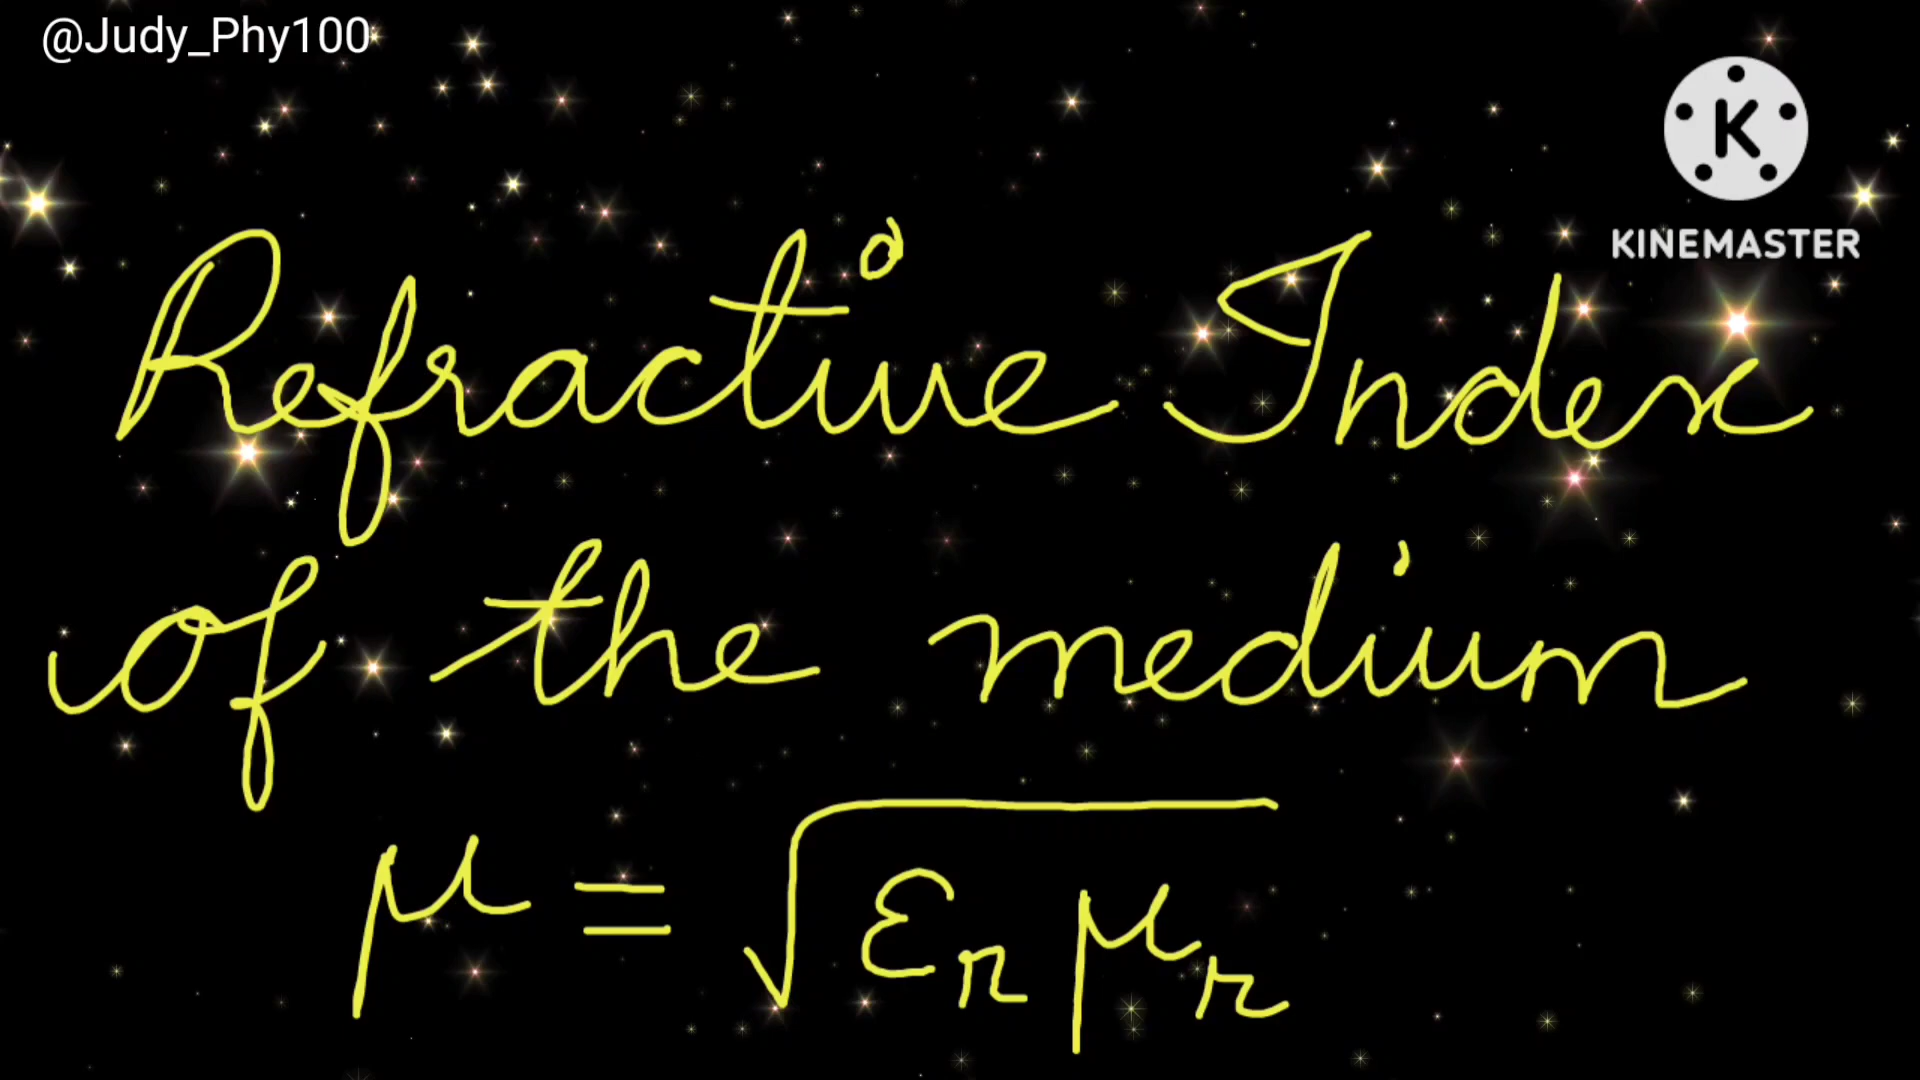 @Judy_Phy100
K
KINEMASTER
Refractive Index
of the medium
μ = √εr μr